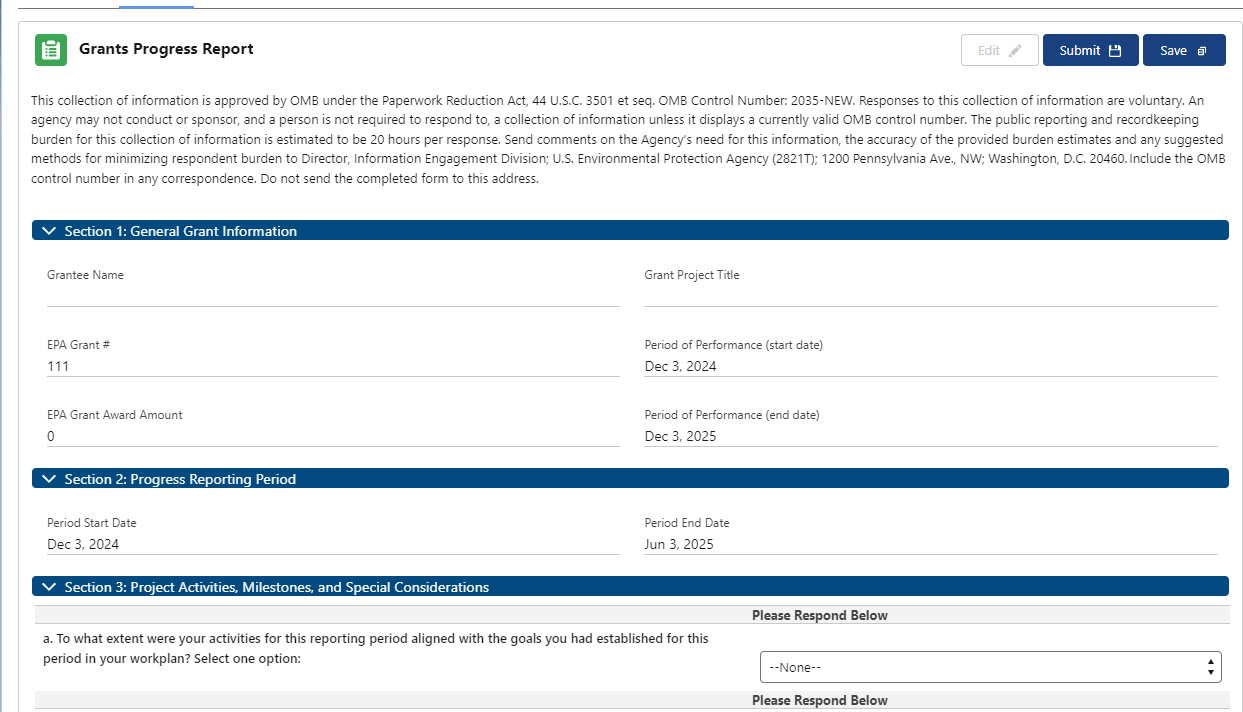 Grants Progress Report
Edit
Submit
Save
This collection of information is approved by OMB under the Paperwork Reduction Act, 44 U.S.C. 3501 et seq. OMB Control Number: 2035-NEW. Responses to this collection of information are voluntary. An
agency may not conduct or sponsor, and a person is not required to respond to, a collection of information unless it displays a currently valid OMB control number. The public reporting and recordkeeping
burden for this collection of information is estimated to be 20 hours per response. Send comments on the Agency's need for this information, the accuracy of the provided burden estimates and any suggested
methods for minimizing respondent burden to Director, Information Engagement Division; U.S. Environmental Protection Agency (2821T); 1200 Pennsylvania Ave., NW; Washington, D.C. 20460. Include the OMB
control number in any correspondence. Do not send the completed form to this address.
Section 1: General Grant Information
Grantee Name
Grant Project Title
EPA Grant #
111
Period of Performance (start date)
Dec 3, 2024
EPA Grant Award Amount
0
Period of Performance (end date)
Dec 3, 2025
Section 2: Progress Reporting Period
Period Start Date
Dec 3, 2024
Period End Date
Jun 3, 2025
Section 3: Project Activities, Milestones, and Special Considerations
Please Respond Below
a. To what extent were your activities for this reporting period aligned with the goals you had established for this
period in your workplan? Select one option:
--None--
Please Respond Below